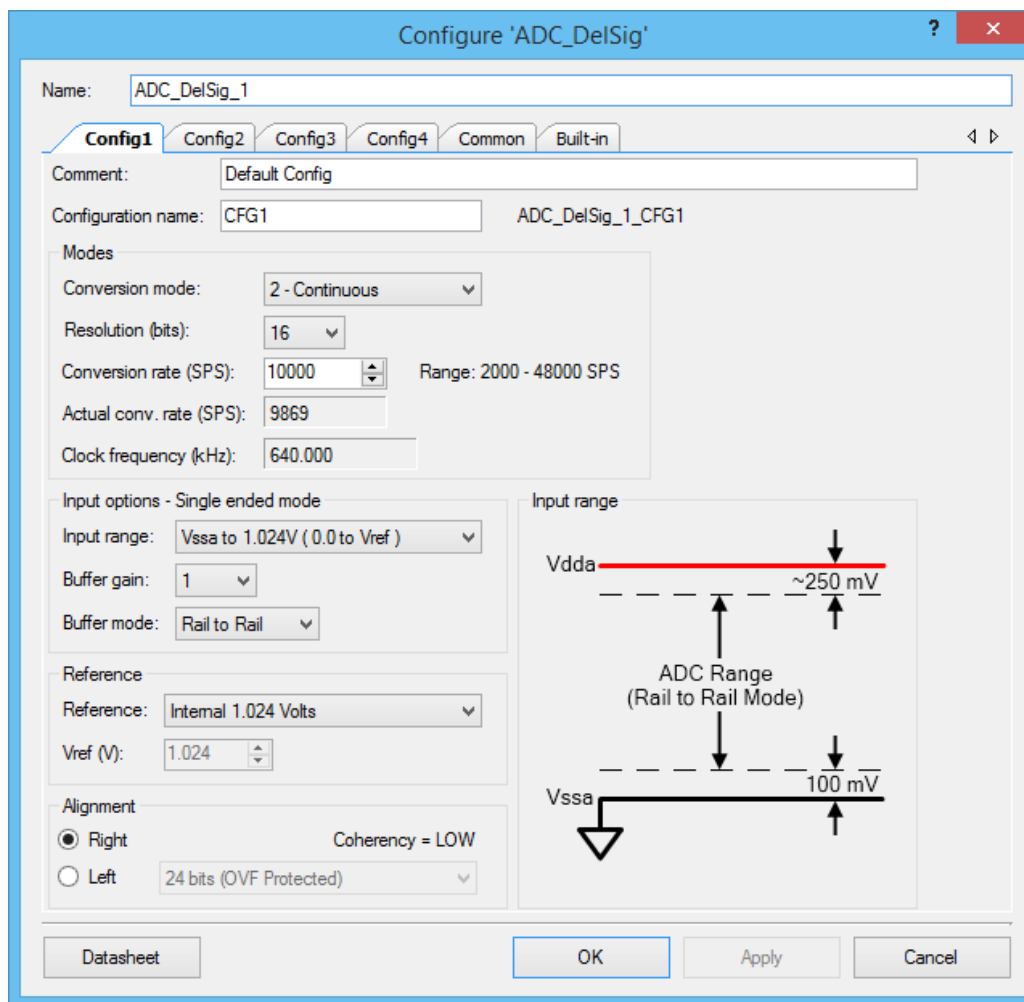 Configure 'ADC_DelSig'
?
Name: ADC_DelSig_1
Config1 Config2 Config3 Config4 Common Built-in
Comment: Default Config
Configuration name: CFG1 ADC_DelSig_1_CFG1
Modes
Conversion mode: 2 - Continuous
Resolution (bits): 16
Conversion rate (SPS): 10000 Range: 2000 - 48000 SPS
Actual conv. rate (SPS): 9869
Clock frequency (kHz): 640.000
Input options - Single ended mode
Input range: Vssa to 1.024V ( 0.0 to Vref )
Buffer gain: 1
Buffer mode: Rail to Rail
Reference
Reference: Internal 1.024 Volts
Vref (V): 1.024
Alignment
Right Coherency = LOW
Left 24 bits (OVF Protected)
Input range
Vdda
~250 mV
ADC Range
(Rail to Rail Mode)
100 mV
Vssa
Datasheet OK Apply Cancel